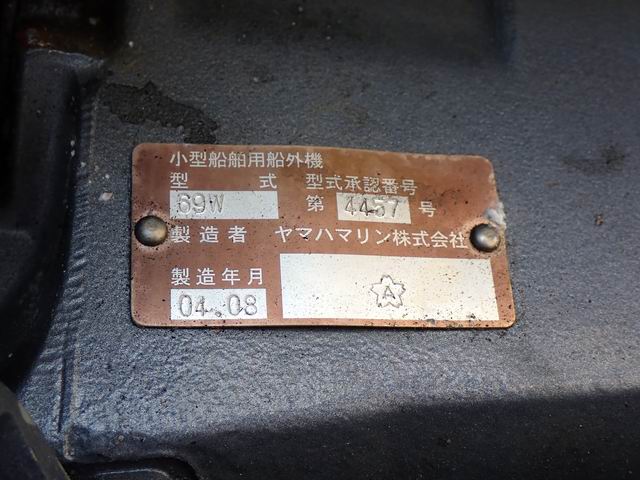 小型船舶用船外機
型式 型式承認番号
69W 第 4457 号
製造者 ヤマハマリン株式会社
製造年月
04.08 A